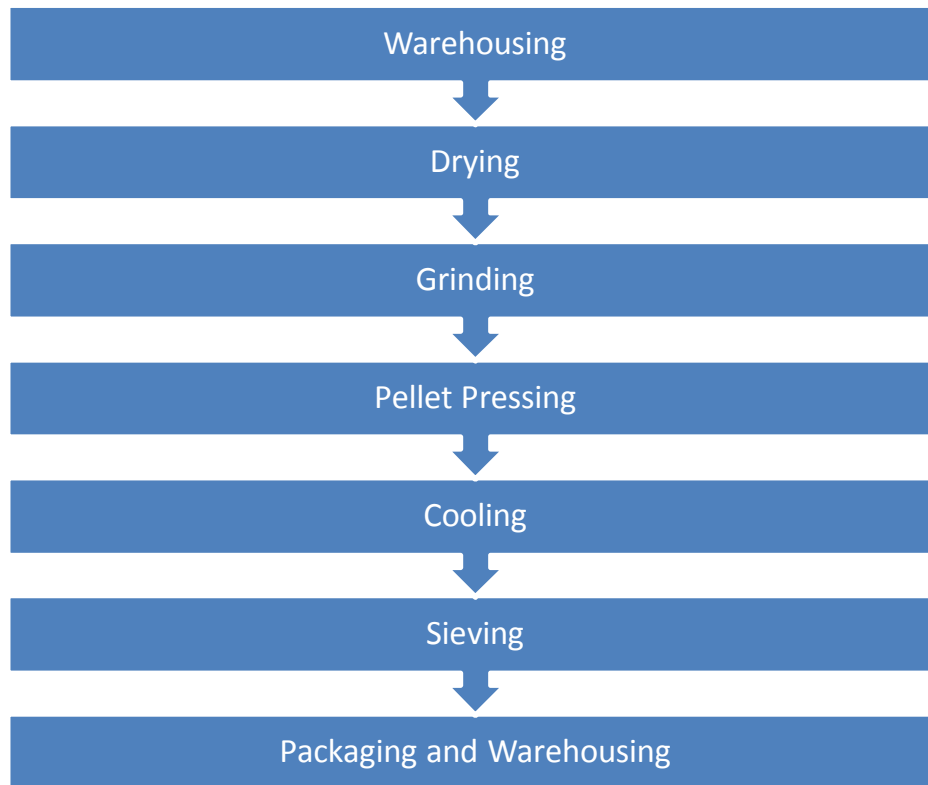 Warehousing
Drying
Grinding
Pellet Pressing
Cooling
Sieving
Packaging and Warehousing